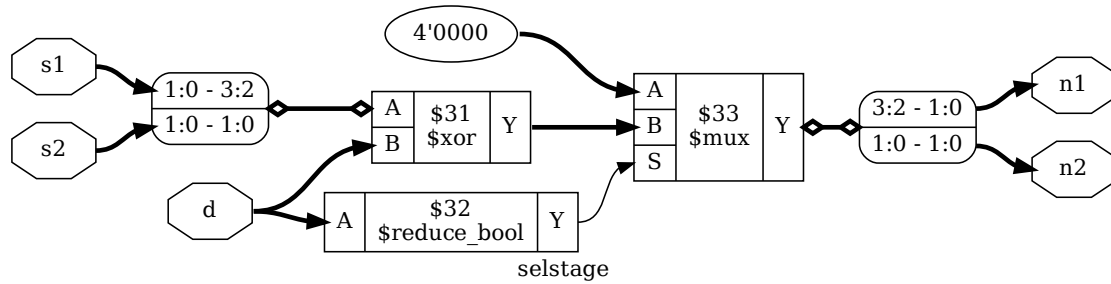 s1
s2
1:0 - 3:2
1:0 - 1:0
d
4'0000
A
B
$31
$xor
Y
A
$32
$reduce_bool
Y
A
B
S
$33
$mux
Y
3:2 - 1:0
1:0 - 1:0
n1
n2
selstage